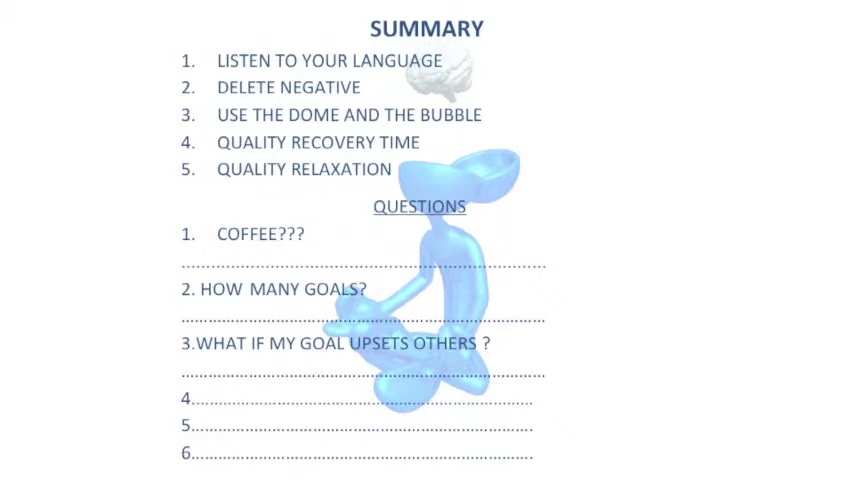 SUMMARY
1. LISTEN TO YOUR LANGUAGE
2. DELETE NEGATIVE
3. USE THE DOME AND THE BUBBLE
4. QUALITY RECOVERY TIME
5. QUALITY RELAXATION
QUESTIONS
1. COFFEE???
................................................................................
2. HOW MANY GOALS?
................................................................................
3.WHAT IF MY GOAL UPSETS OTHERS ?
................................................................................
4...........................................................................
5...........................................................................
6...........................................................................